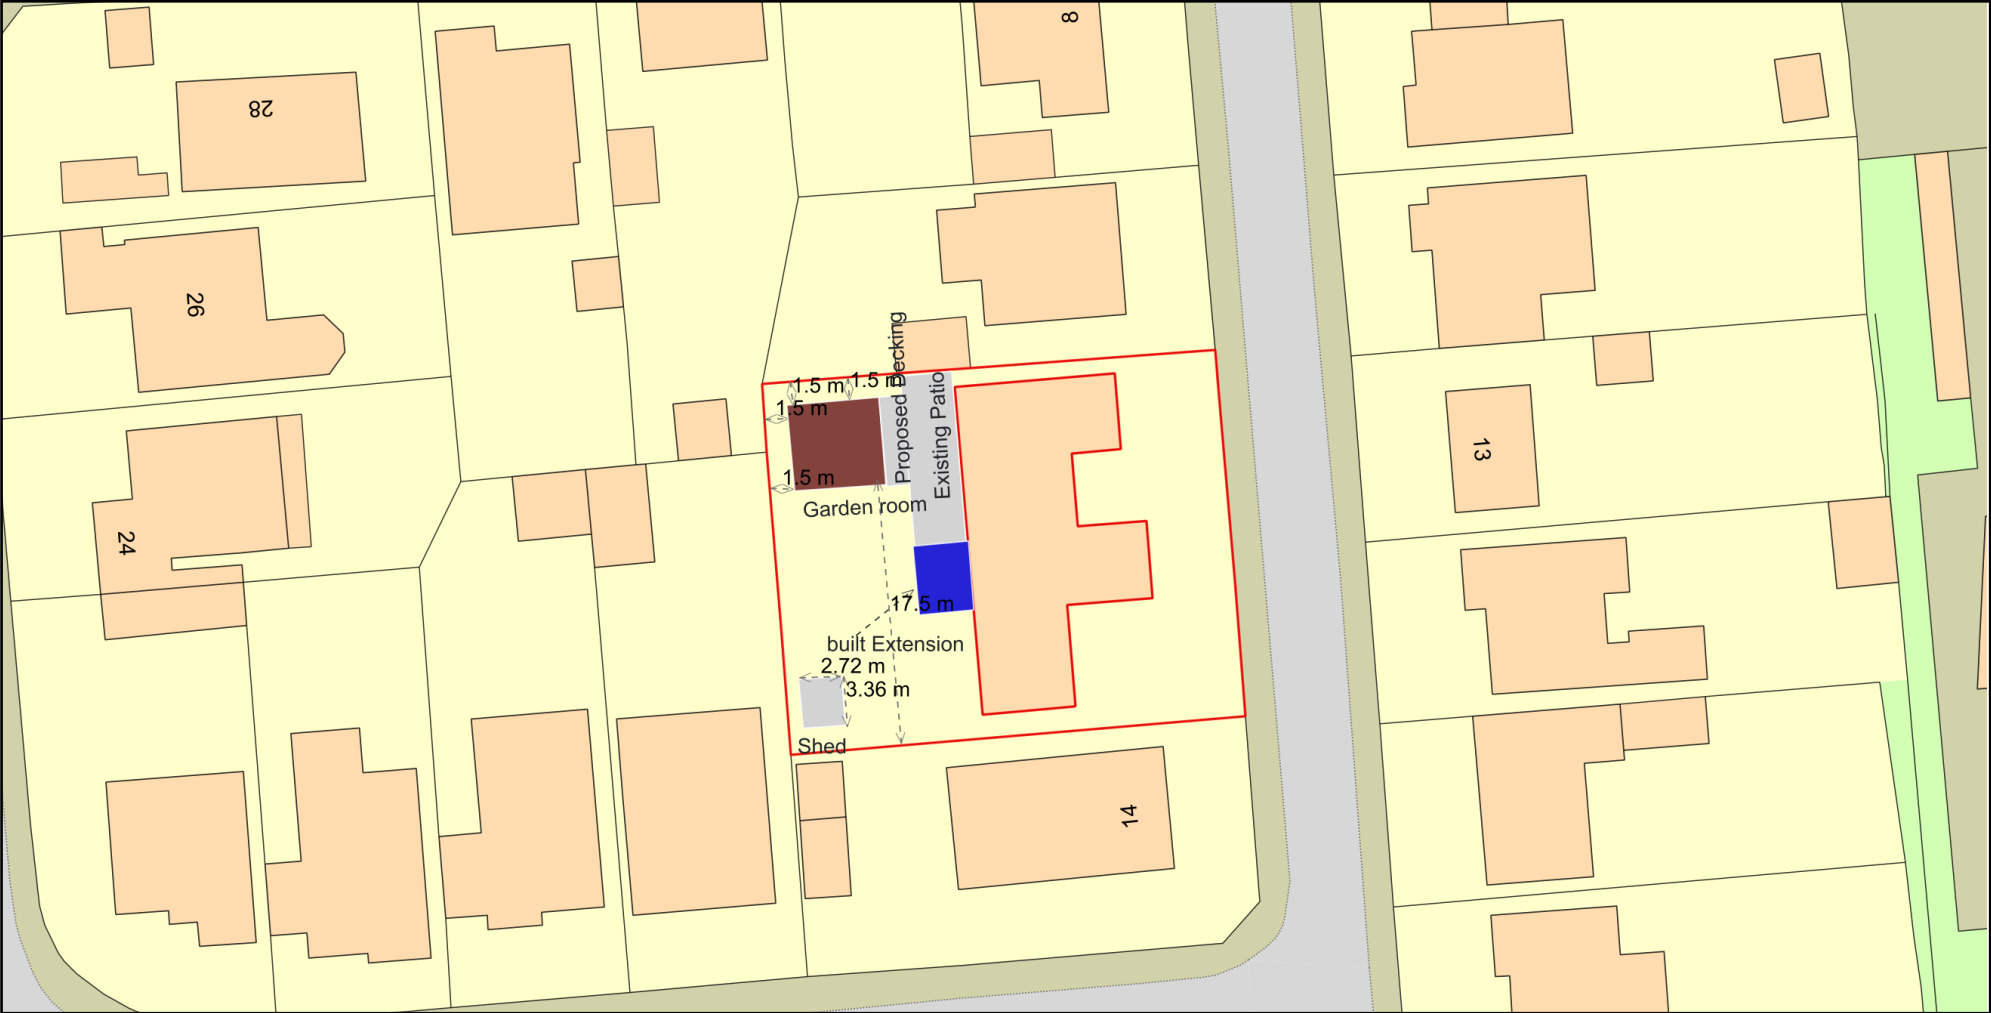 8
28
26
24
1.5 m
1.5 m
1.5 m
1.5 m
Proposed Decking
Existing Patio
Garden room
17.5 m
built Extension
2.72 m
3.36 m
Shed
14
13